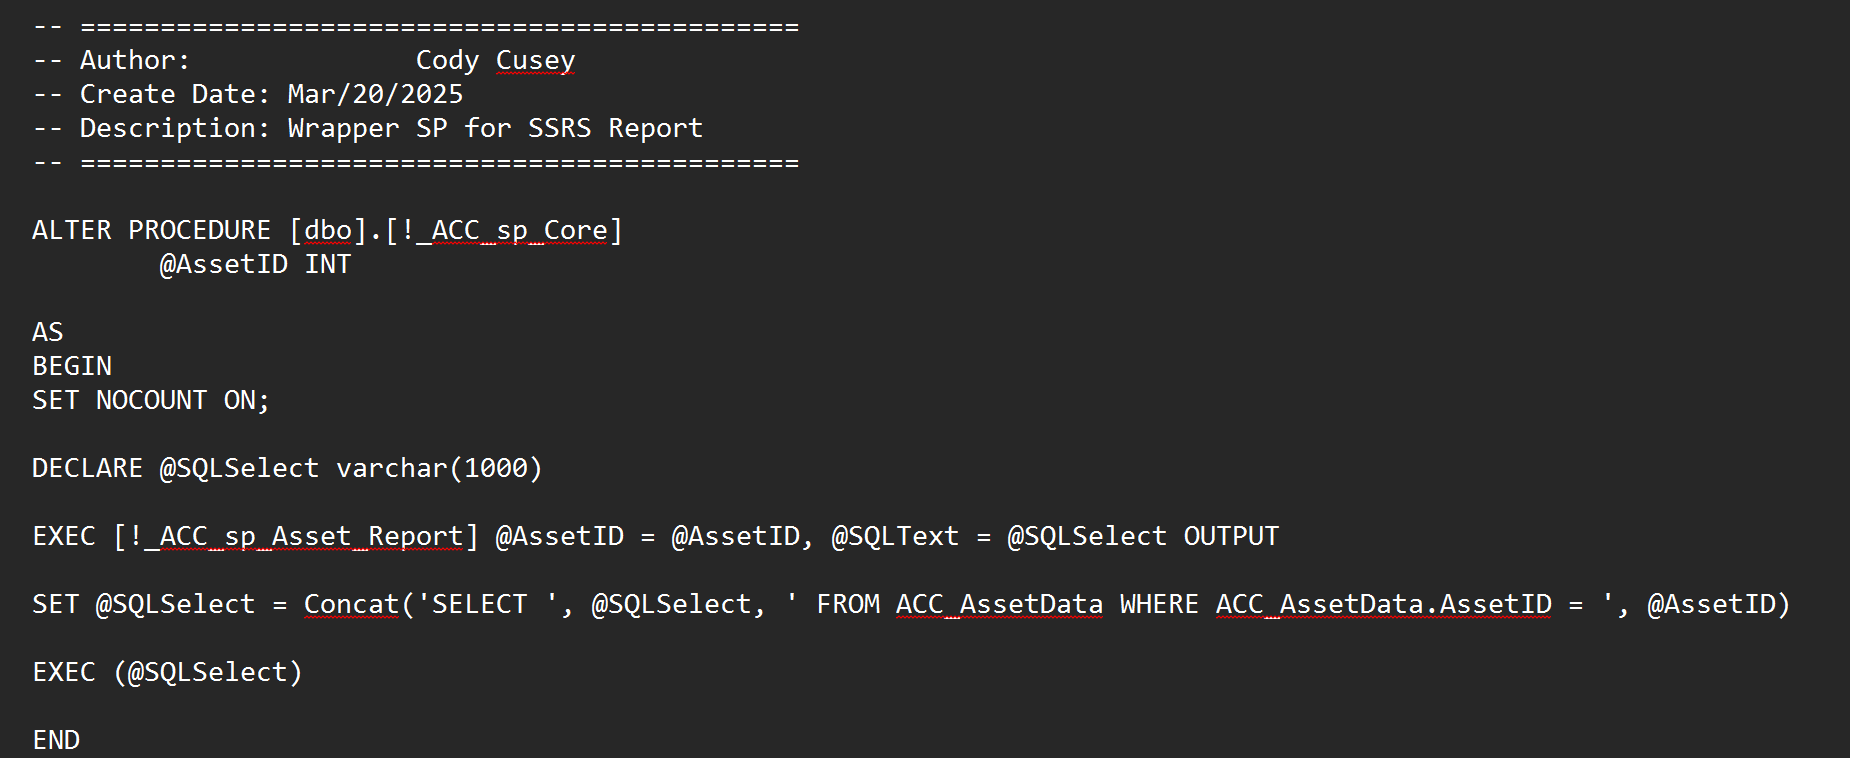 -- =============================================
-- Author:              Cody Cusey
-- Create Date: Mar/20/2025
-- Description: Wrapper SP for SSRS Report
-- =============================================

ALTER PROCEDURE [dbo].[!_ACC_sp_Core]
        @AssetID INT

AS
BEGIN
SET NOCOUNT ON;

DECLARE @SQLSelect varchar(1000)

EXEC [!_ACC_sp_Asset_Report] @AssetID = @AssetID, @SQLText = @SQLSelect OUTPUT

SET @SQLSelect = Concat('SELECT ', @SQLSelect, ' FROM ACC_AssetData WHERE ACC_AssetData.AssetID = ', @AssetID)

EXEC (@SQLSelect)

END